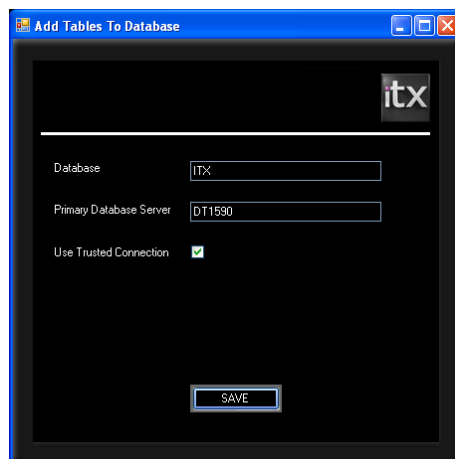 Add Tables To Database
itx
Database
ITX
Primary Database Server
DT1590
Use Trusted Connection
SAVE